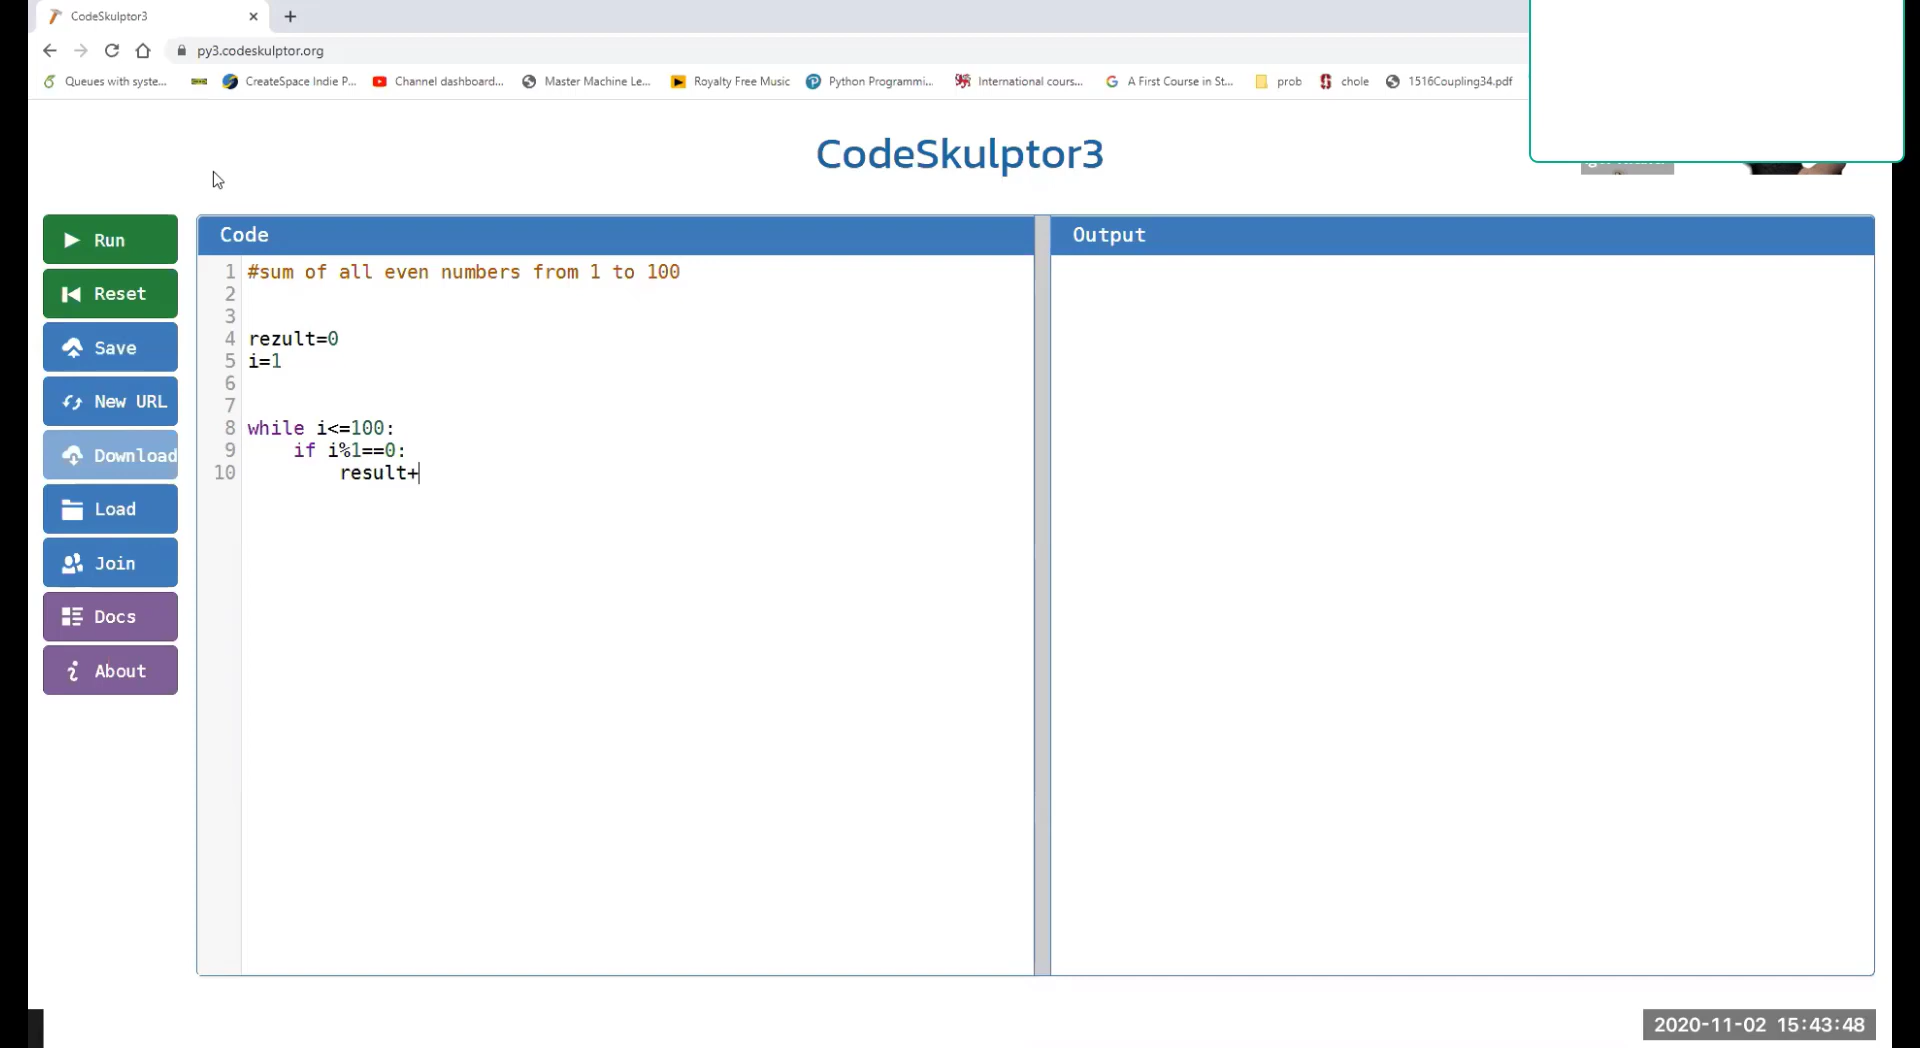 CodeSkulptor3
py3.codeskulptor.org
Queues with syste...
CreateSpace Indie P...
Channel dashboard...
Master Machine Le...
Royalty Free Music
Python Programmi...
International cours...
A First Course in St...
prob
chole
1516Coupling34.pdf
CodeSkulptor3
Run
Reset
Save
New URL
Download
Load
Join
Docs
About
Code
Output
1 #sum of all even numbers from 1 to 100
2
3
4 rezult=0
5 i=1
6
7
8 while i<=100:
9 if i%1==0:
10 result+
2020-11-02 15:43:48